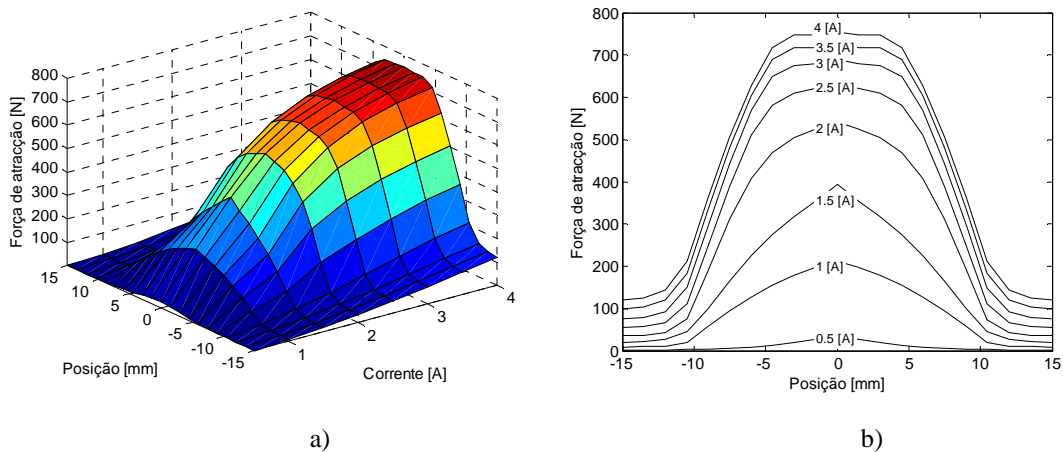 800
700
600
500
400
300
200
100
Força de atracção [N]
15
10
5
0
-5
-10
-15
Posição [mm]
1
2
3
4
Corrente [A]
a)
800
700
600
500
400
300
200
100
0
Força de atracção [N]
4 [A]
3.5 [A]
3 [A]
2.5 [A]
2 [A]
1.5 [A]
1 [A]
0.5 [A]
-15
-10
-5
0
5
10
15
Posição [mm]
b)